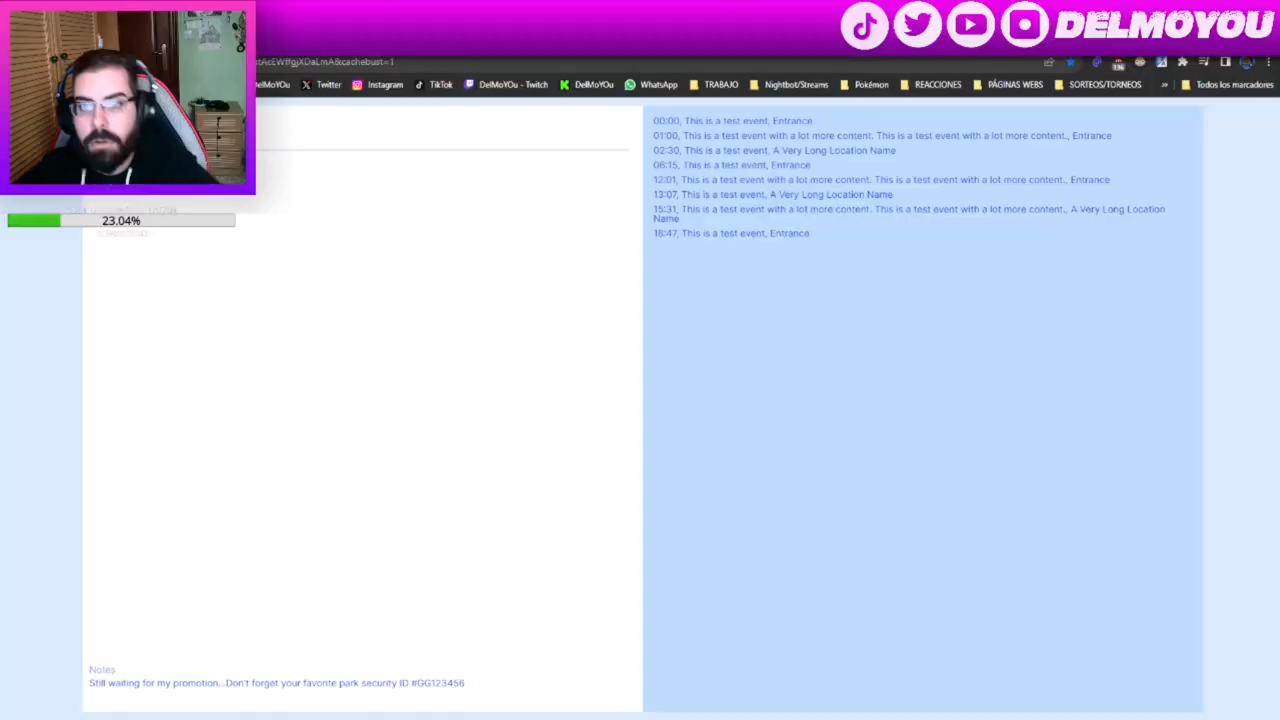 DELMOYOU
stAcEWffgjXDaLmA&cachebust=1
DelMoYOu
Twitter
Instagram
TikTok
DelMoYOu - Twitch
DelMoYOu
WhatsApp
TRABAJO
Nightbot/Streams
Pokémon
REACCIONES
PÁGINAS WEBS
SORTEOS/TORNEOS
»
Todos los marcadores
23.04%
00:00, This is a test event, Entrance
01:00, This is a test event with a lot more content. This is a test event with a lot more content., Entrance
02:30, This is a test event, A Very Long Location Name
06:15, This is a test event, Entrance
12:01, This is a test event with a lot more content. This is a test event with a lot more content., Entrance
13:07, This is a test event, A Very Long Location Name
15:31, This is a test event with a lot more content. This is a test event with a lot more content., A Very Long Location
Name
18:47, This is a test event, Entrance
Notes
Still waiting for my promotion...Don't forget your favorite park security ID #GG123456